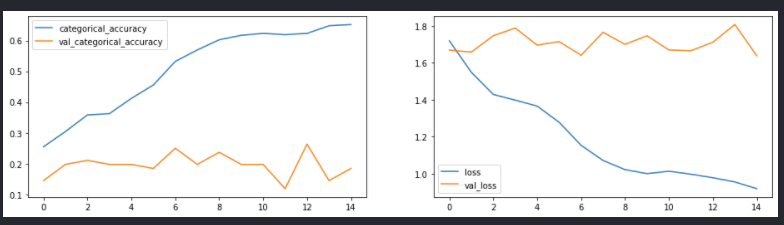 categorical_accuracy
val_categorical_accuracy
0.6
0.5
0.4
0.3
0.2
0.1
0 2 4 6 8 10 12 14
1.8
1.6
1.4
1.2
1.0
loss
val_loss
0 2 4 6 8 10 12 14